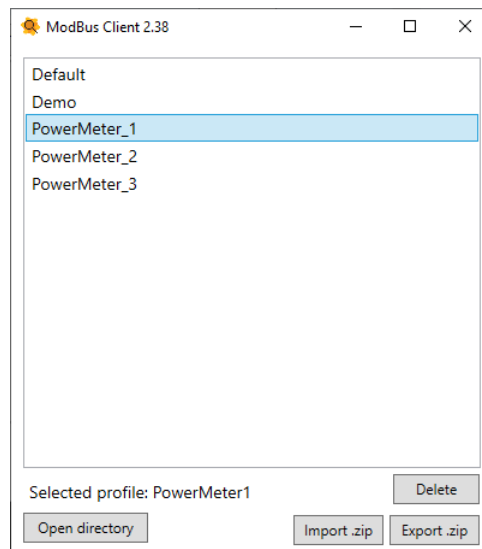 ModBus Client 2.38
Default
Demo
PowerMeter_1
PowerMeter_2
PowerMeter_3
Selected profile: PowerMeter1
Delete
Open directory
Import .zip
Export .zip